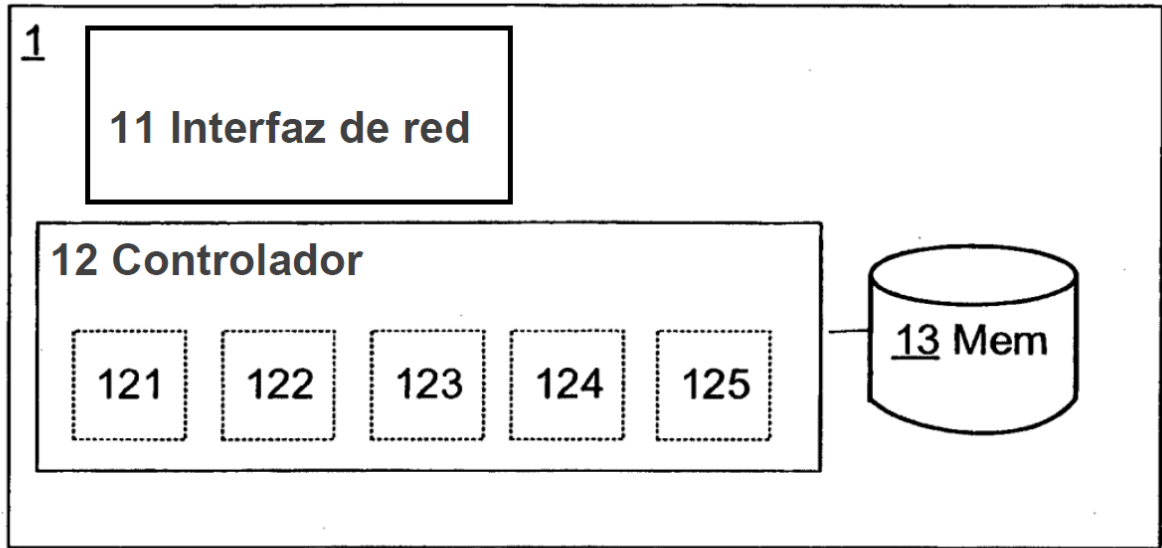 1
11 Interfaz de red
12 Controlador
121 122 123 124 125
13 Mem